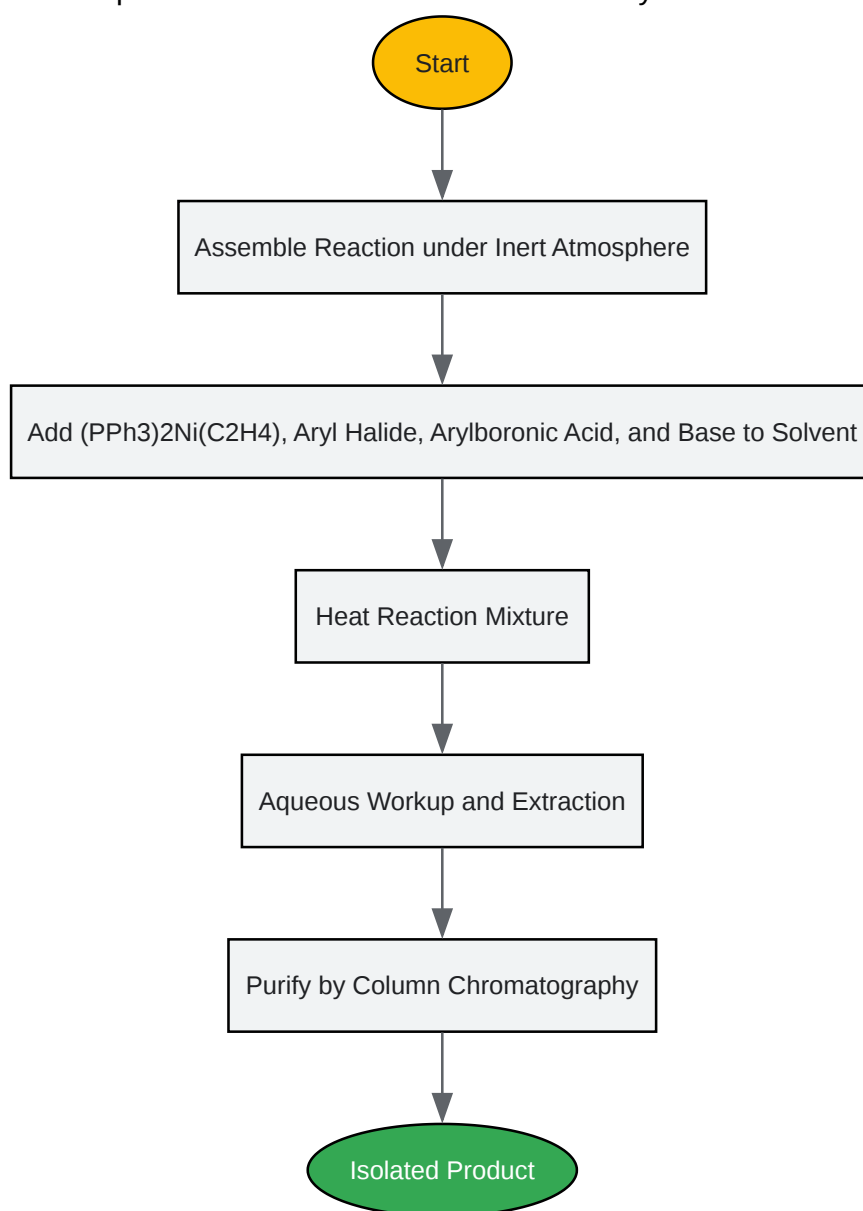 Start
Assemble Reaction under Inert Atmosphere
Add (PPh3)2Ni(C2H4), Aryl Halide, Arylboronic Acid, and Base to Solvent
Heat Reaction Mixture
Aqueous Workup and Extraction
Purify by Column Chromatography
Isolated Product